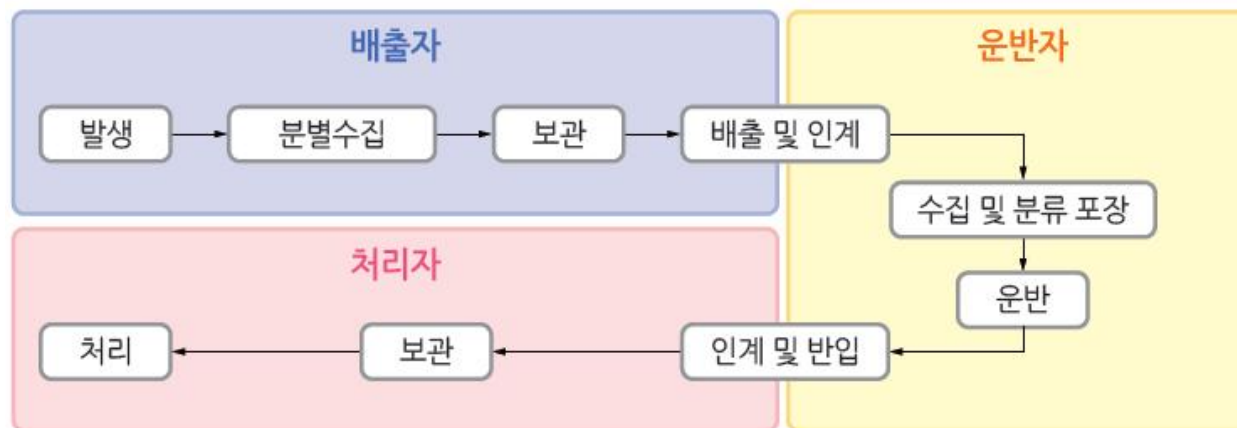 배출자
운반자
발생
분별수집
보관
배출 및 인계
수집 및 분류 포장
운반
처리자
인계 및 반입
보관
처리